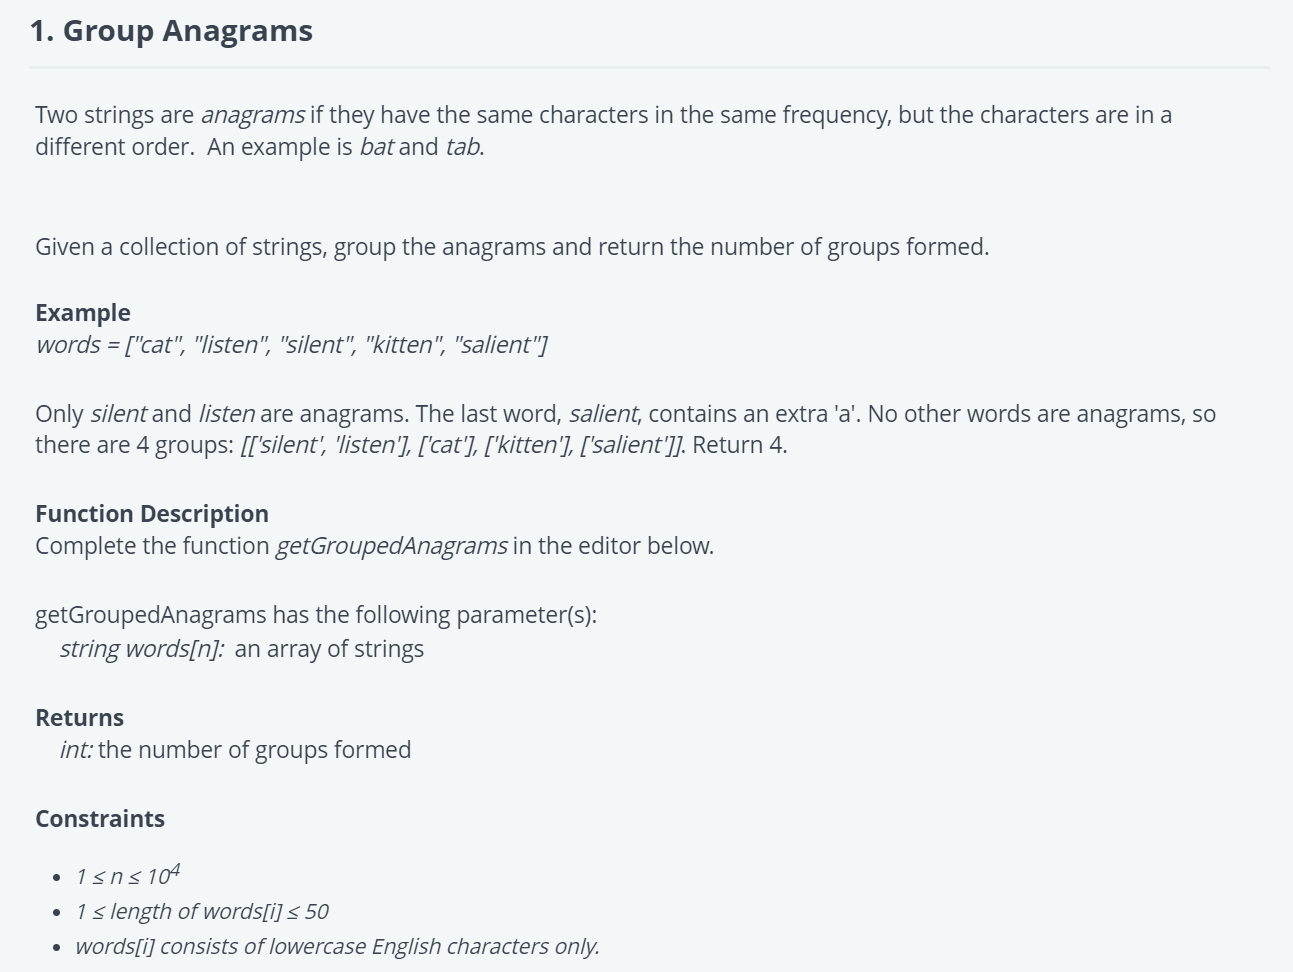 1. Group Anagrams
Two strings are anagrams if they have the same characters in the same frequency, but the characters are in a
different order.  An example is bat and tab.
Given a collection of strings, group the anagrams and return the number of groups formed.
Example
words = ["cat", "listen", "silent", "kitten", "salient"]
Only silent and listen are anagrams. The last word, salient, contains an extra 'a'. No other words are anagrams, so
there are 4 groups: [['silent', 'listen'], ['cat'], ['kitten'], ['salient']]. Return 4.
Function Description
Complete the function getGroupedAnagrams in the editor below.
getGroupedAnagrams has the following parameter(s):
string words[n]:  an array of strings
Returns
int: the number of groups formed
Constraints
• 1 ≤ n ≤ 10⁴
• 1 ≤ length of words[i] ≤ 50
• words[i] consists of lowercase English characters only.